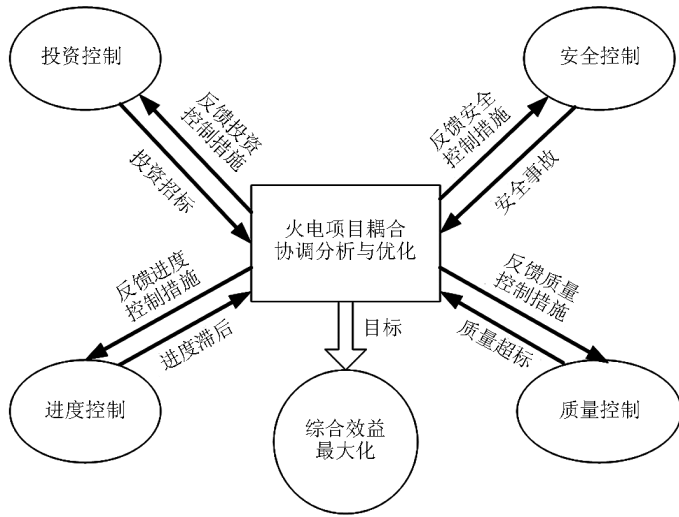 投资控制
安全控制
反馈投资
控制措施
投资招标
反馈安全
控制措施
安全事故
火电项目耦合
协调分析与优化
反馈进度
控制措施
进度滞后
反馈质量
控制措施
质量超标
目标
进度控制
综合效益
最大化
质量控制